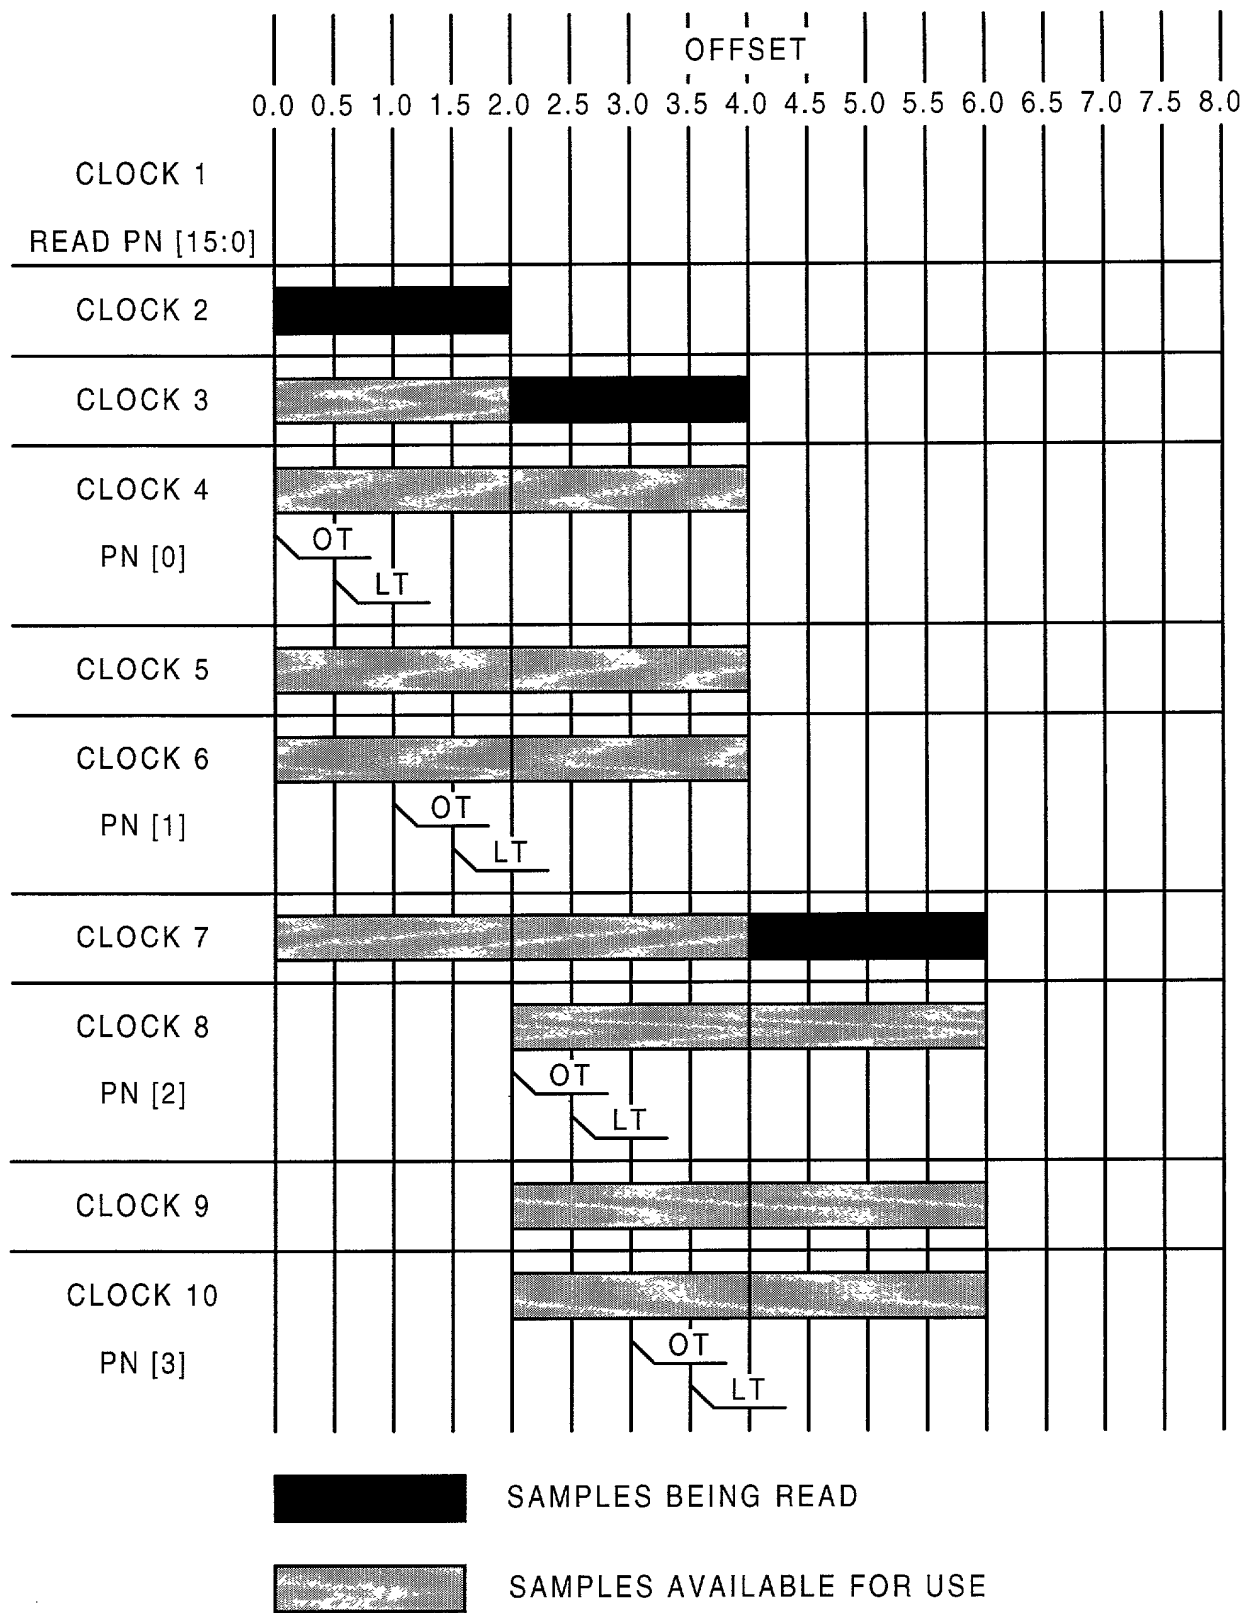 OFFSET
0.0 0.5 1.0 1.5 2.0 2.5 3.0 3.5 4.0 4.5 5.0 5.5 6.0 6.5 7.0 7.5 8.0
CLOCK 1
READ PN [15:0]
CLOCK 2
CLOCK 3
CLOCK 4
OT
PN [0]
LT
CLOCK 5
CLOCK 6
OT
PN [1]
LT
CLOCK 7
CLOCK 8
OT
PN [2]
LT
CLOCK 9
CLOCK 10
OT
PN [3]
LT
SAMPLES BEING READ
SAMPLES AVAILABLE FOR USE